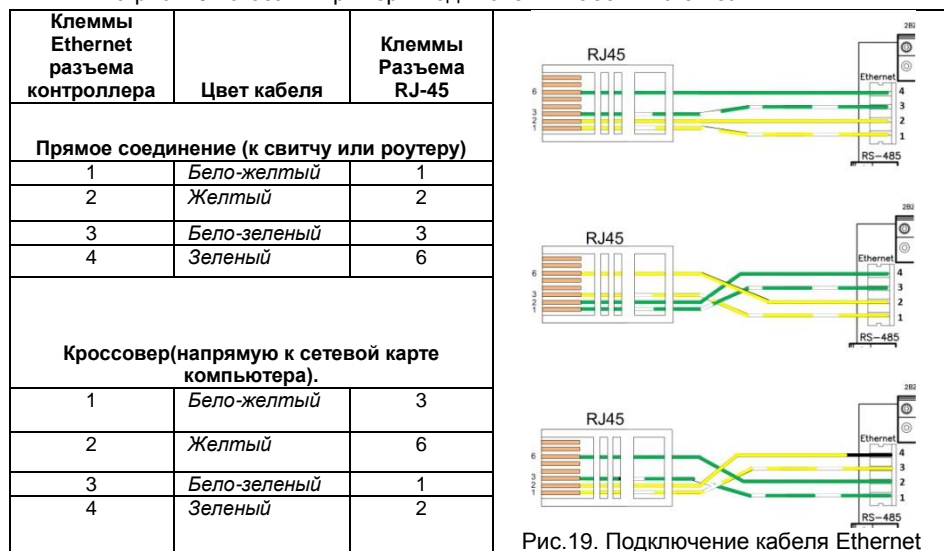 Клеммы
Ethernet
разъема
контроллера
Цвет кабеля
Клеммы
Разъема
RJ-45
Прямое соединение (к свитчу или роутеру)
1 Бело-желтый 1
2 Желтый 2
3 Бело-зеленый 3
4 Зеленый 6
Кроссовер(напрямую к сетевой карте
компьютера).
1 Бело-желтый 3
2 Желтый 6
3 Бело-зеленый 1
4 Зеленый 2
RJ45
Ethernet
6
3
2
1
4
3
2
1
RS-485
RJ45
Ethernet
6
3
2
1
4
3
2
1
RS-485
RJ45
Ethernet
6
3
2
1
4
3
2
1
RS-485
Рис.19. Подключение кабеля Ethernet